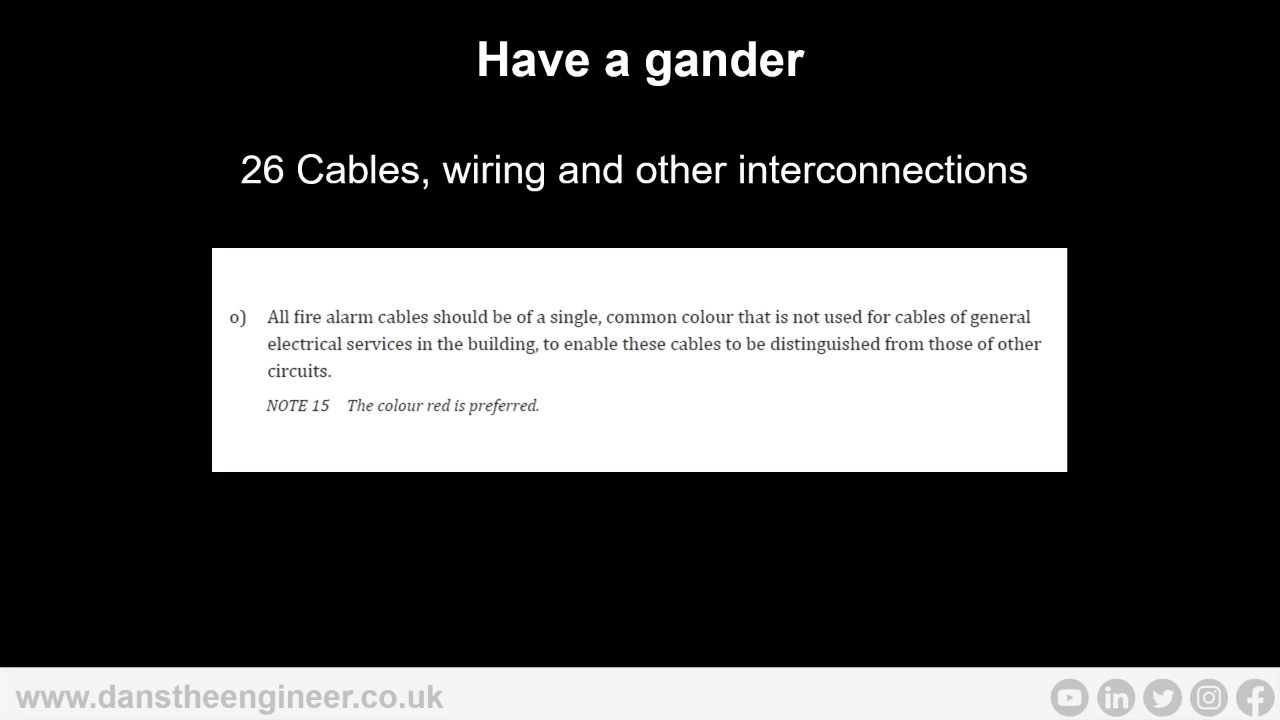 Have a gander
26 Cables, wiring and other interconnections
o) All fire alarm cables should be of a single, common colour that is not used for cables of general
electrical services in the building, to enable these cables to be distinguished from those of other
circuits.
NOTE 15 The colour red is preferred.
www.danstheengineer.co.uk